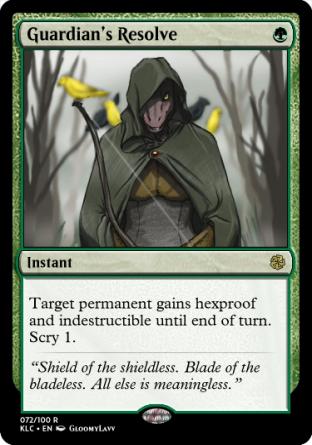 Guardian's Resolve
Instant
Target permanent gains hexproof
and indestructible until end of turn.
Scry 1.
“Shield of the shieldless. Blade of the
bladeless. All else is meaningless.”
072/100 R
KLC • EN GloomyLavv